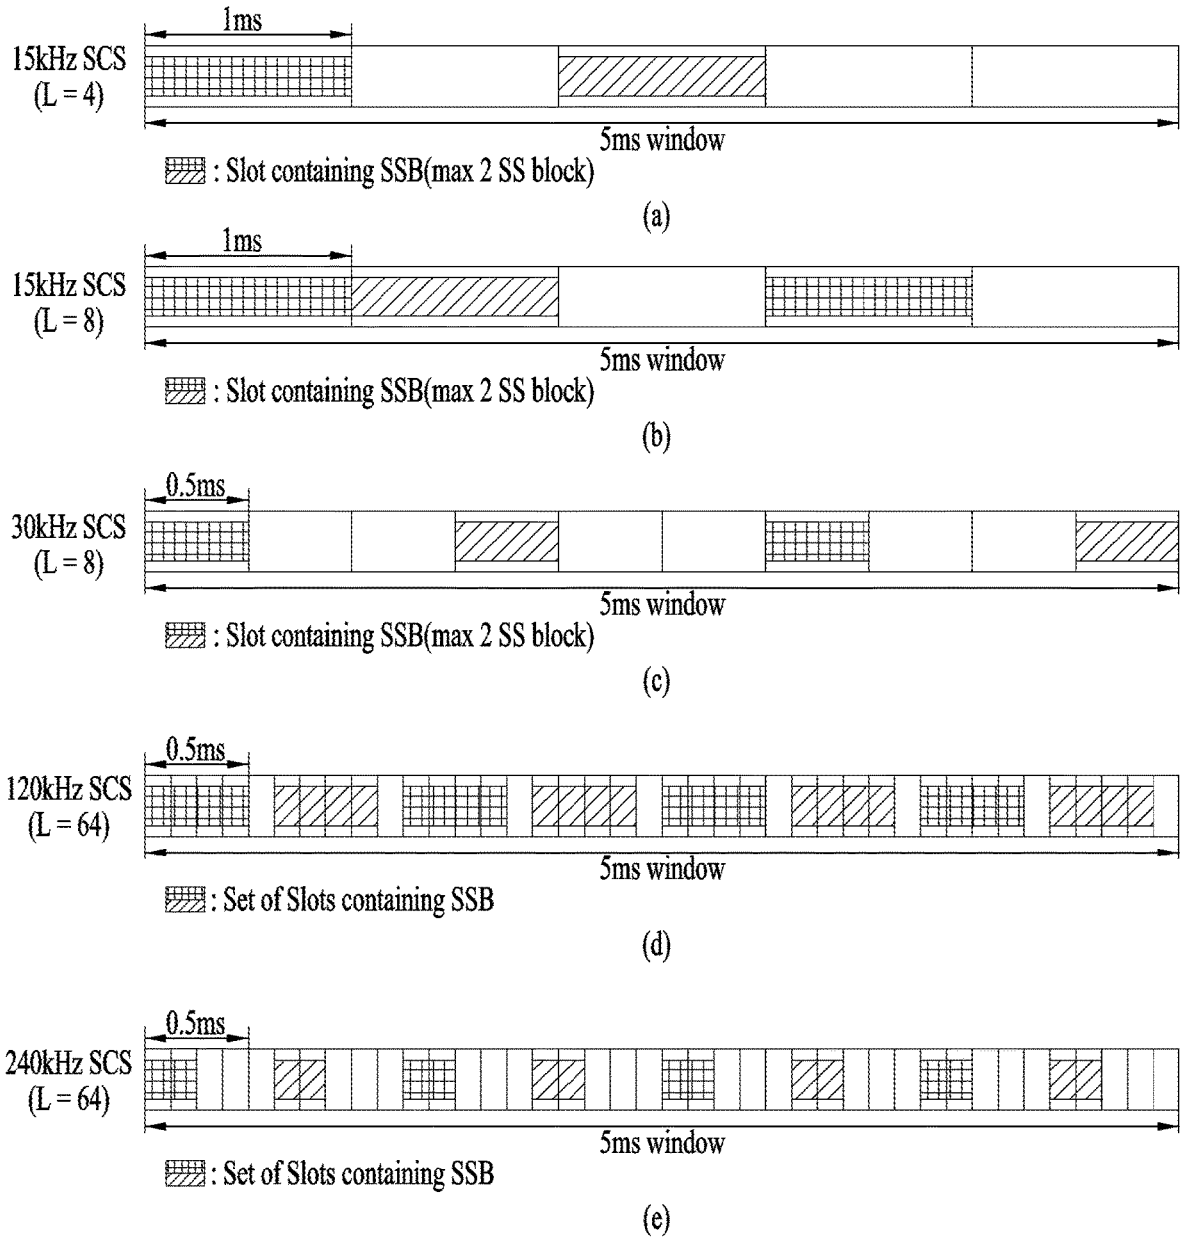 1ms
15kHz SCS
(L = 4)
5ms window
: Slot containing SSB(max 2 SS block)
(a)
1ms
15kHz SCS
(L = 8)
5ms window
: Slot containing SSB(max 2 SS block)
(b)
0.5ms
30kHz SCS
(L = 8)
5ms window
: Slot containing SSB(max 2 SS block)
(c)
0.5ms
120kHz SCS
(L = 64)
5ms window
: Set of Slots containing SSB
(d)
0.5ms
240kHz SCS
(L = 64)
5ms window
: Set of Slots containing SSB
(e)